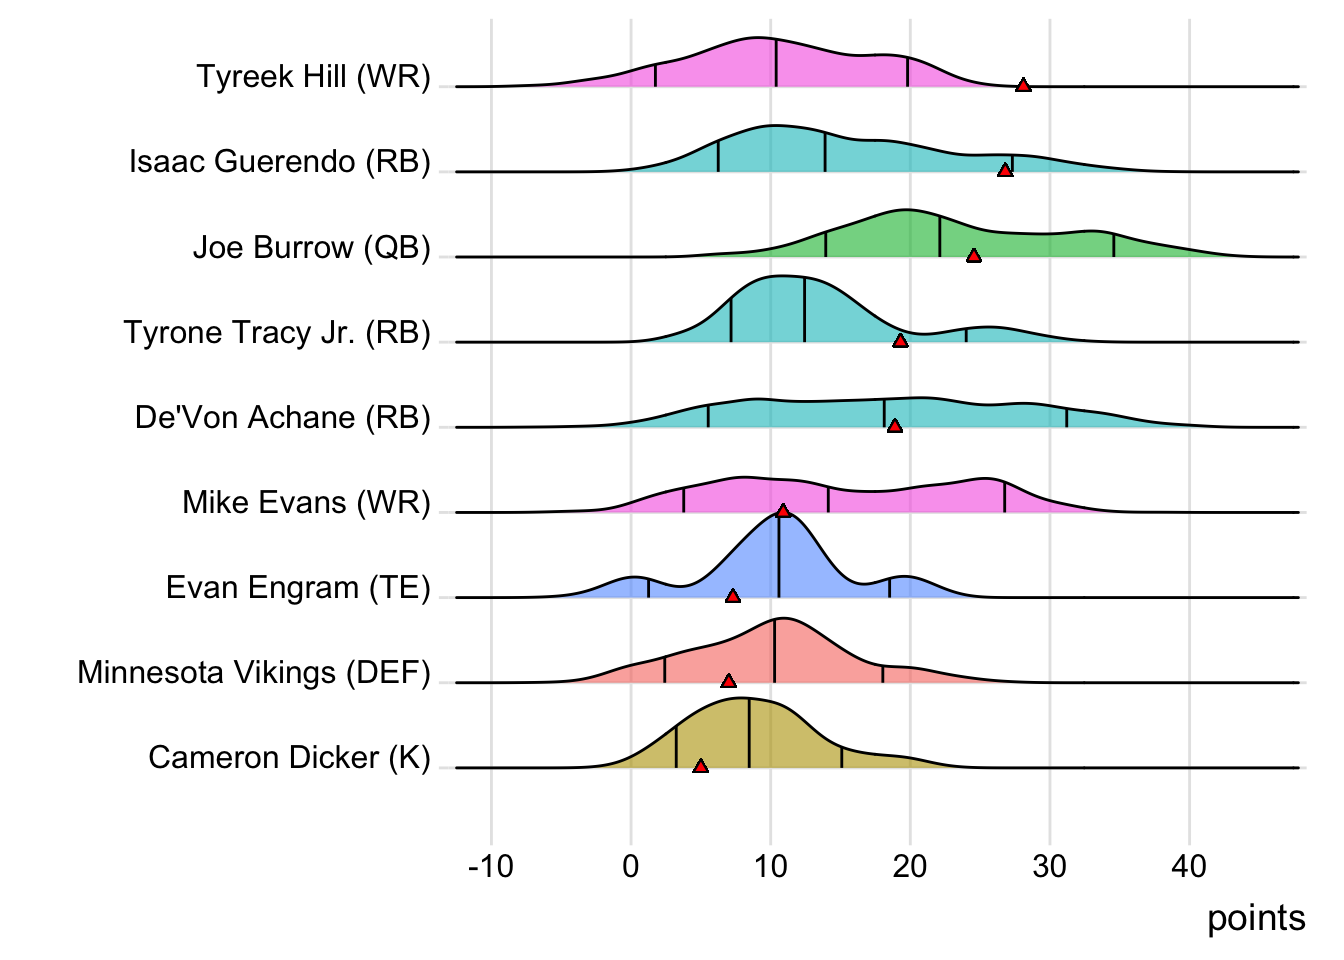 Tyreek Hill (WR)
Isaac Guerendo (RB)
Joe Burrow (QB)
Tyrone Tracy Jr. (RB)
De'Von Achane (RB)
Mike Evans (WR)
Evan Engram (TE)
Minnesota Vikings (DEF)
Cameron Dicker (K)
-10 0 10 20 30 40
points